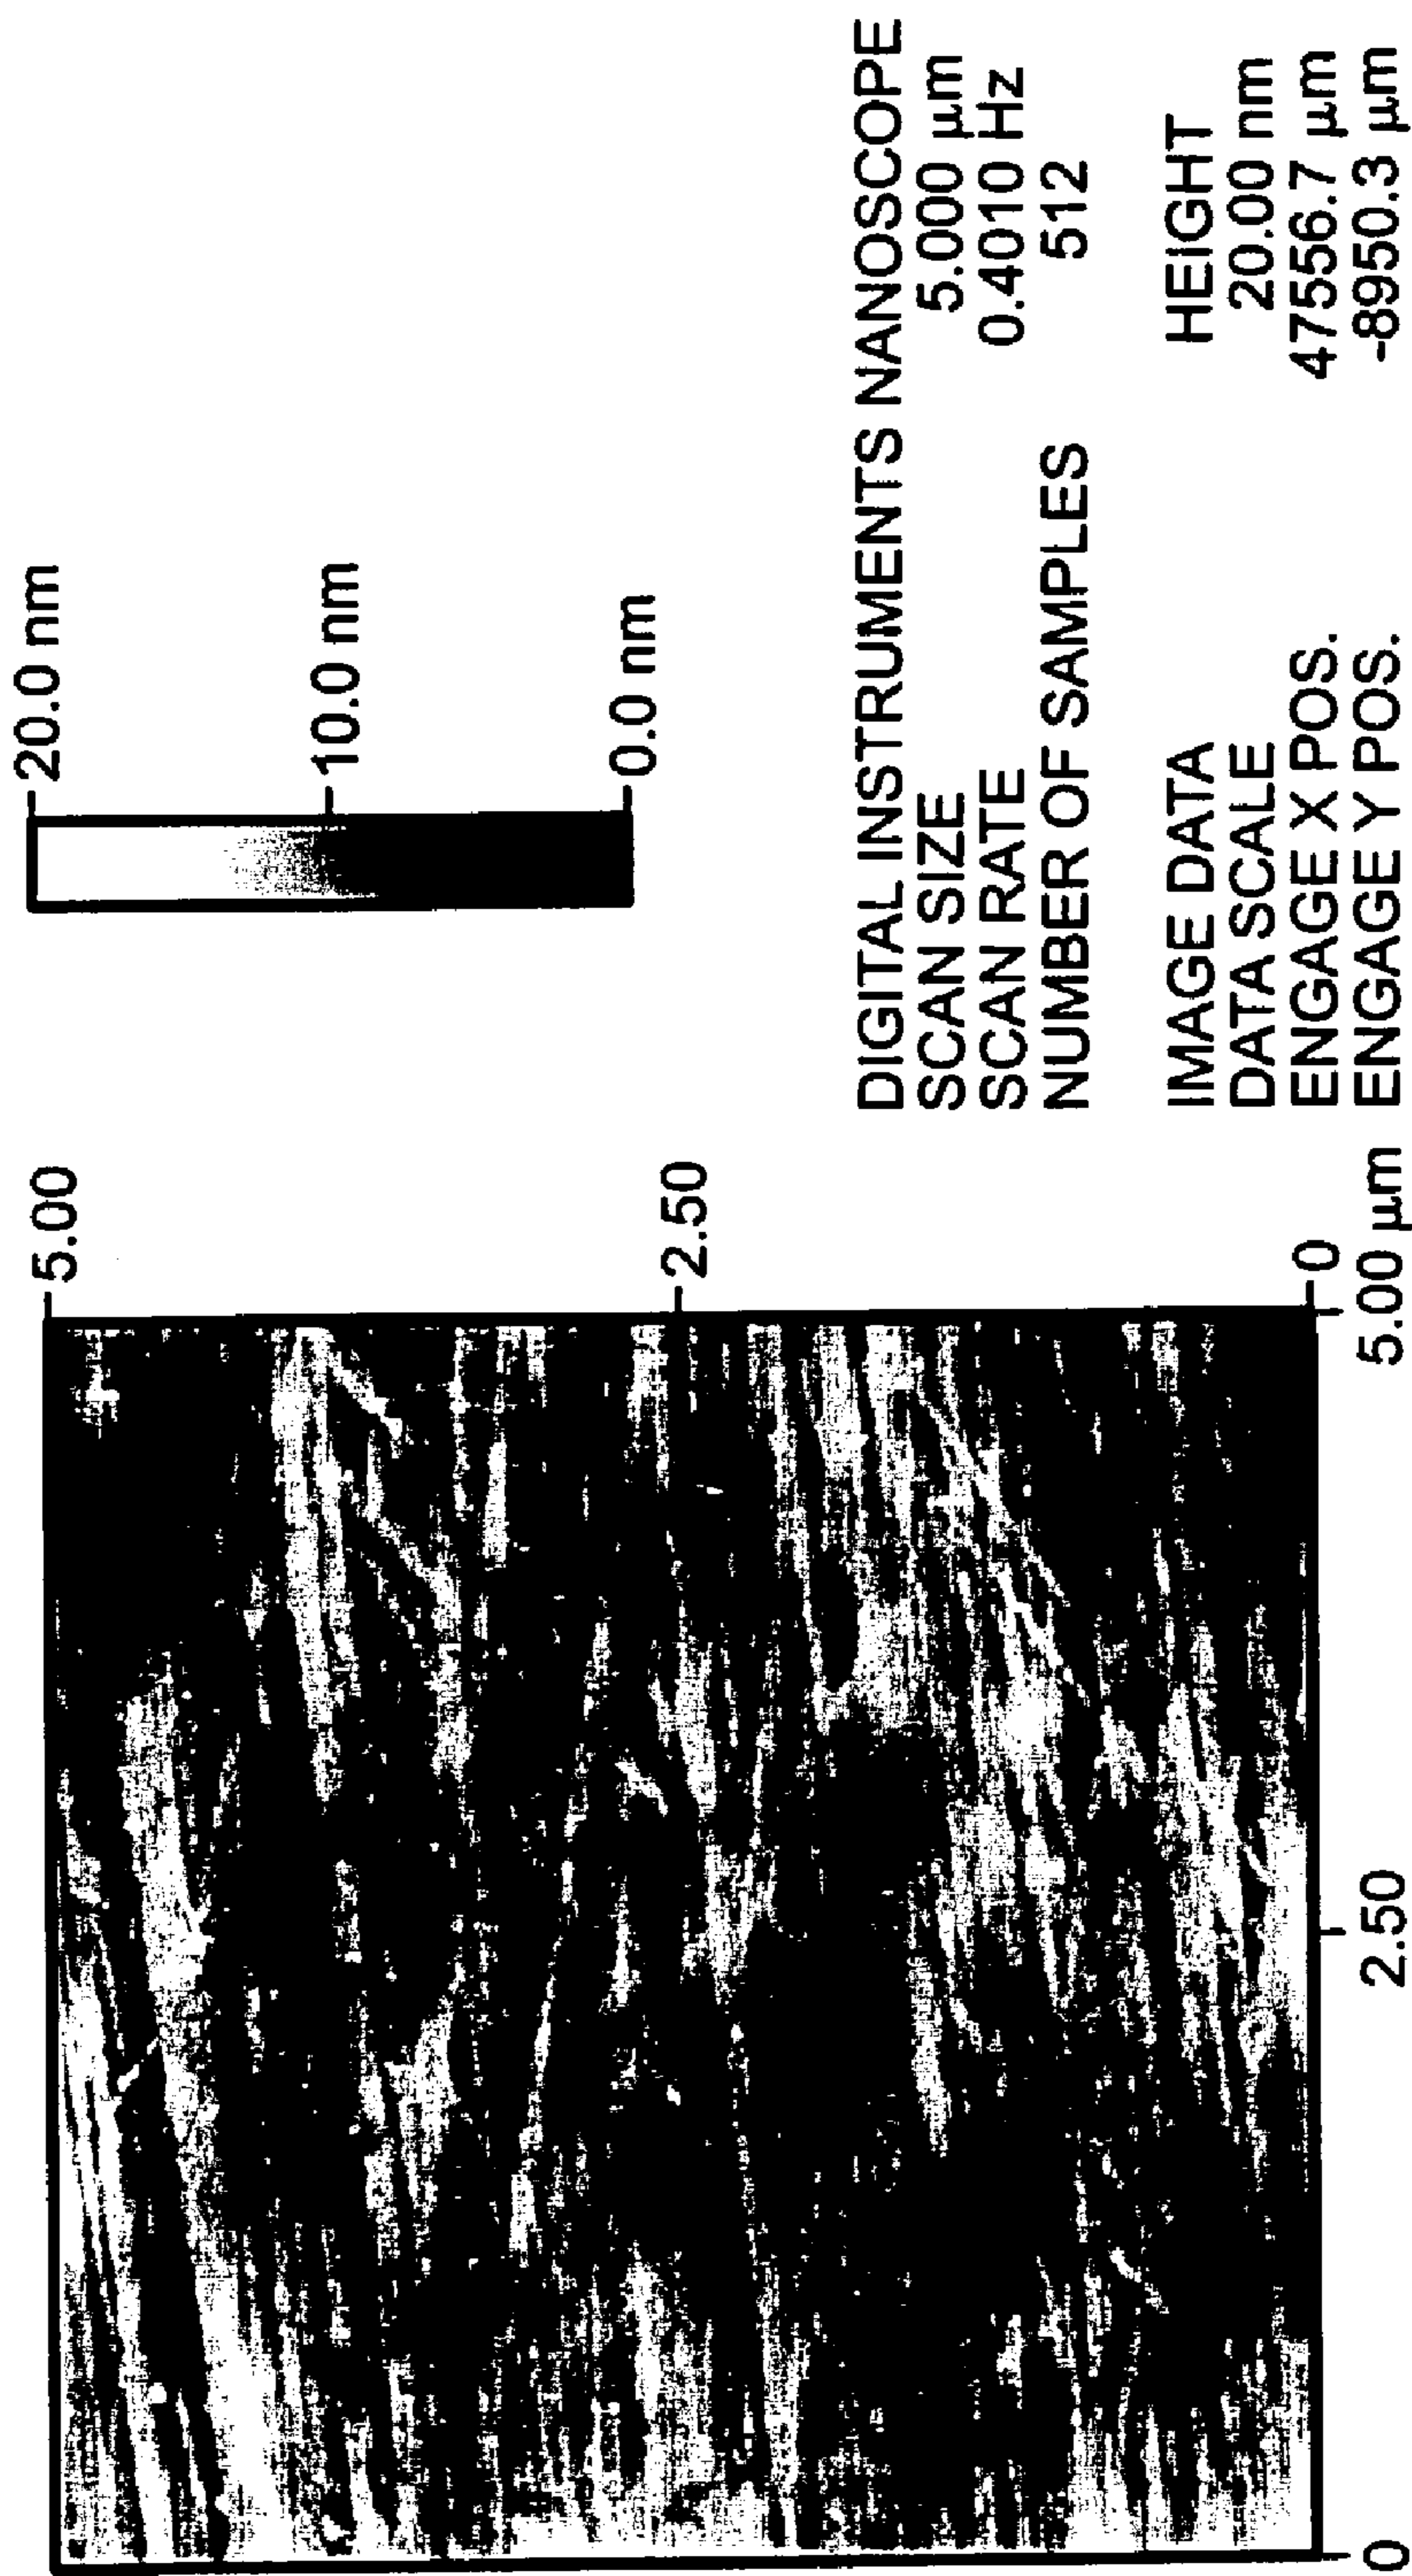 20.0 nm
10.0 nm
0.0 nm
5.00
2.50
0
0
2.50
5.00 µm
DIGITAL INSTRUMENTS NANOSCOPE
SCAN SIZE 5.000 µm
SCAN RATE 0.4010 Hz
NUMBER OF SAMPLES 512
IMAGE DATA HEIGHT
DATA SCALE 20.00 nm
ENGAGE X POS. 47556.7 µm
ENGAGE Y POS. -8950.3 µm